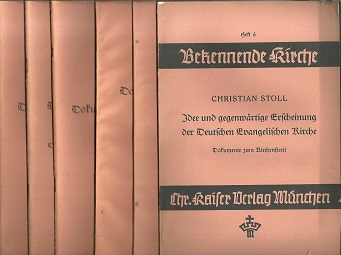 Heft 6
Bekennende Kirche
CHRISTIAN STOLL
Idee und gegenwärtige Erscheinung
der Deutschen Evangelischen Kirche
Dokumente zum Kirchenstreit
Chr. Kaiser Verlag München